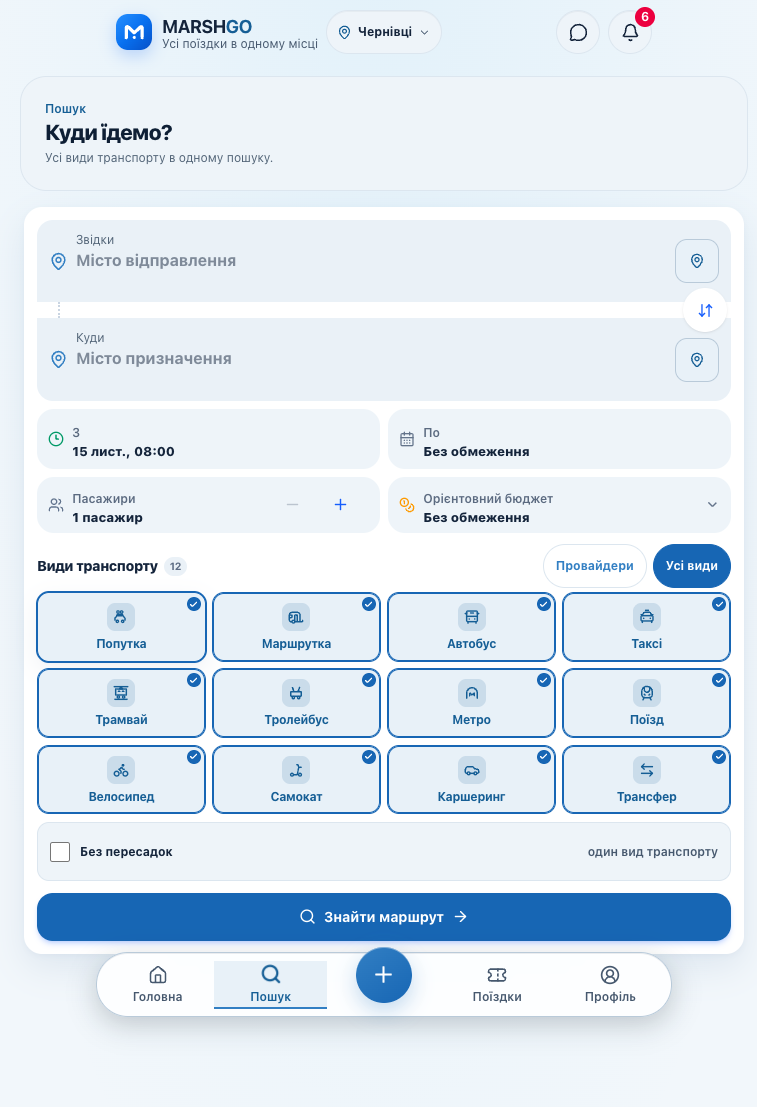 MARSHGO
Усі поїздки в одному місці
Чернівці
6
Пошук
Куди їдемо?
Усі види транспорту в одному пошуку.
Звідки
Місто відправлення
Куди
Місто призначення
З
15 лист., 08:00
По
Без обмеження
Пасажири
1 пасажир
Орієнтовний бюджет
Без обмеження
Види транспорту 12
Провайдери
Усі види
Попутка
Маршрутка
Автобус
Таксі
Трамвай
Тролейбус
Метро
Поїзд
Велосипед
Самокат
Каршеринг
Трансфер
Без пересадок
один вид транспорту
Знайти маршрут
Головна
Пошук
Поїздки
Профіль